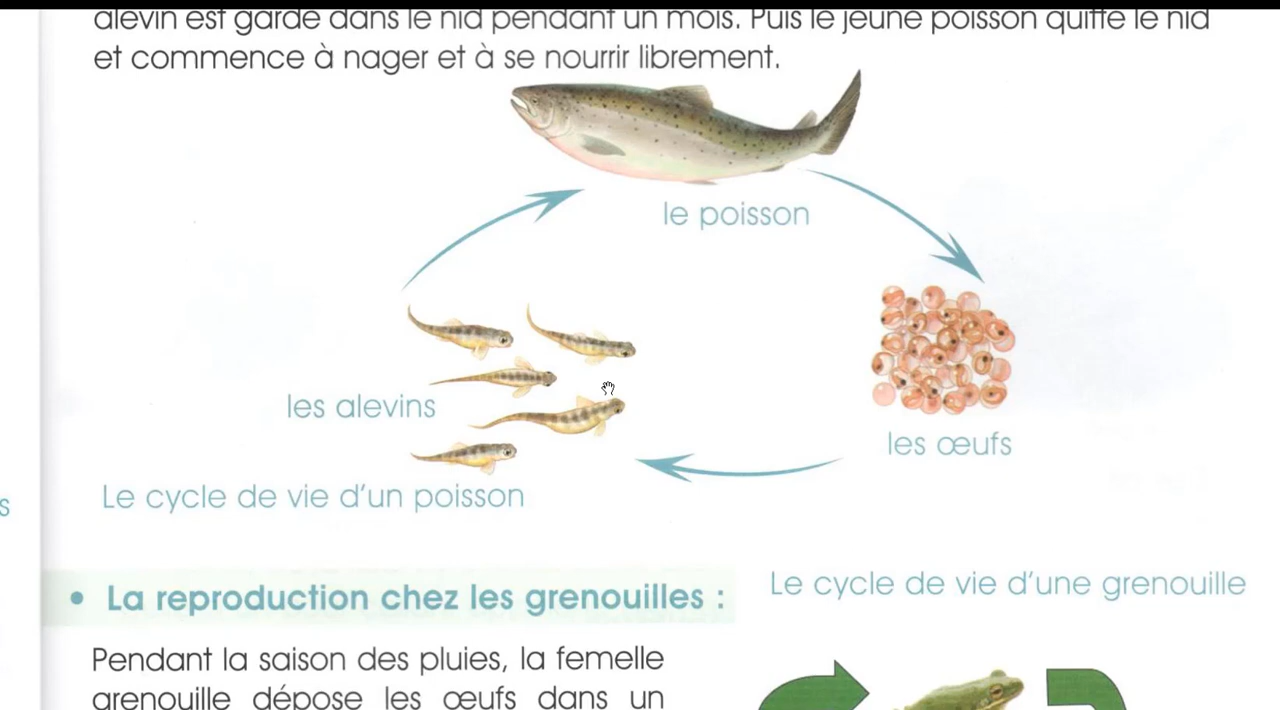 alevin est gardé dans le nid pendant un mois. Puis le jeune poisson quitte le nid
et commence à nager et à se nourrir librement.
le poisson
les alevins
les œufs
Le cycle de vie d'un poisson
s
• La reproduction chez les grenouilles :
Le cycle de vie d'une grenouille
Pendant la saison des pluies, la femelle
grenouille dépose les œufs dans un